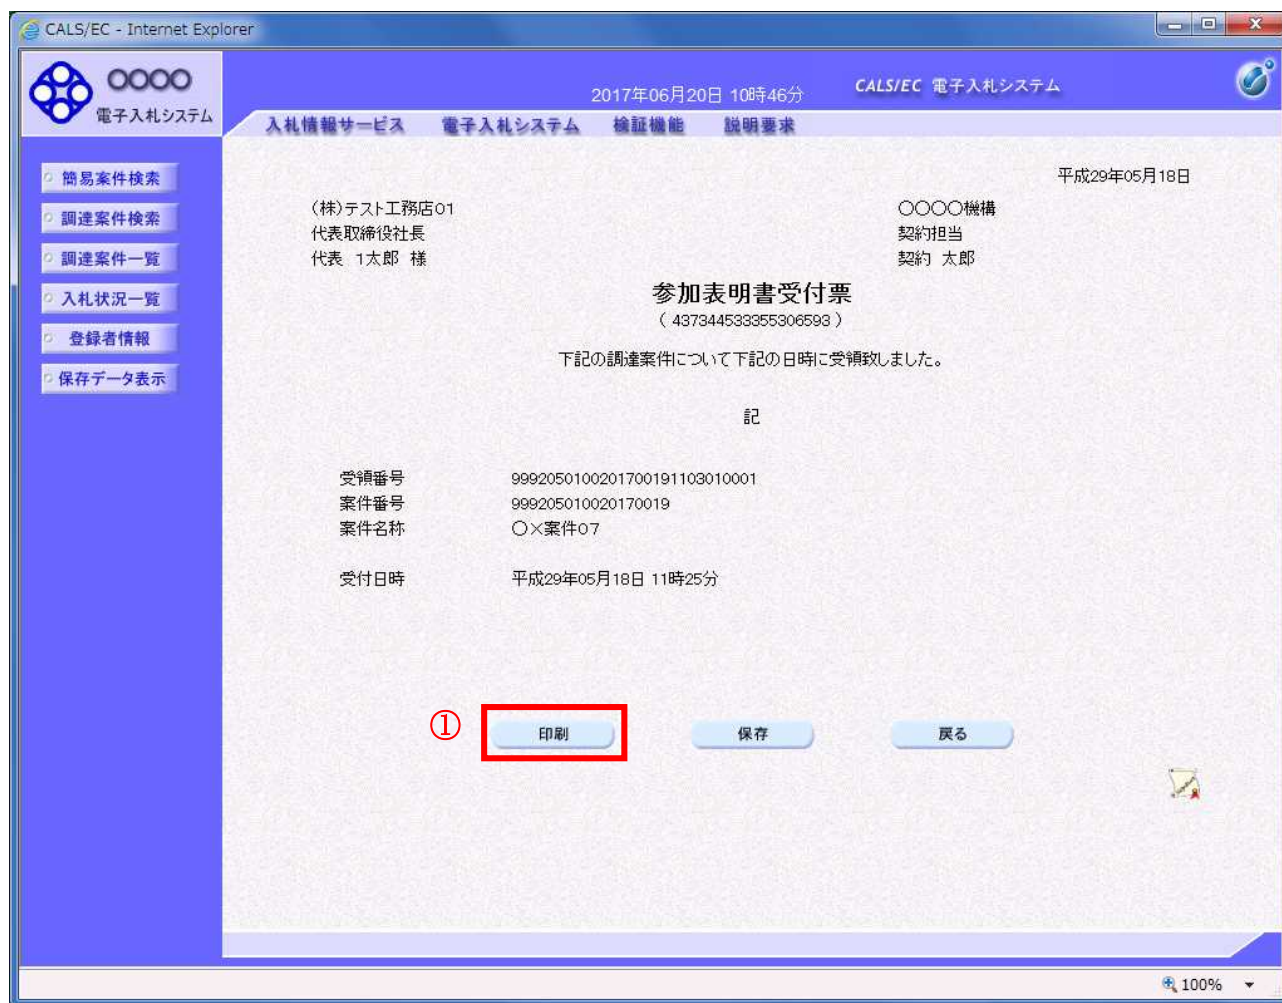 CALS/EC - Internet Explorer
〇〇〇〇
電子入札システム
2017年06月20日 10時46分
CALS/EC 電子入札システム
入札情報サービス 電子入札システム 検証機能 説明要求
簡易案件検索
調達案件検索
調達案件一覧
入札状況一覧
登録者情報
保存データ表示
平成29年05月18日
(株)テスト工務店01
代表取締役社長
代表 1太郎 様
〇〇〇〇機構
契約担当
契約 太郎
参加表明書受付票
( 437344533355306593 )
下記の調達案件について下記の日時に受領致しました。
記
受領番号 9992050100201700191103010001
案件番号 999205010020170019
案件名称 〇×案件07
受付日時 平成29年05月18日 11時25分
① 印刷 保存 戻る
100%